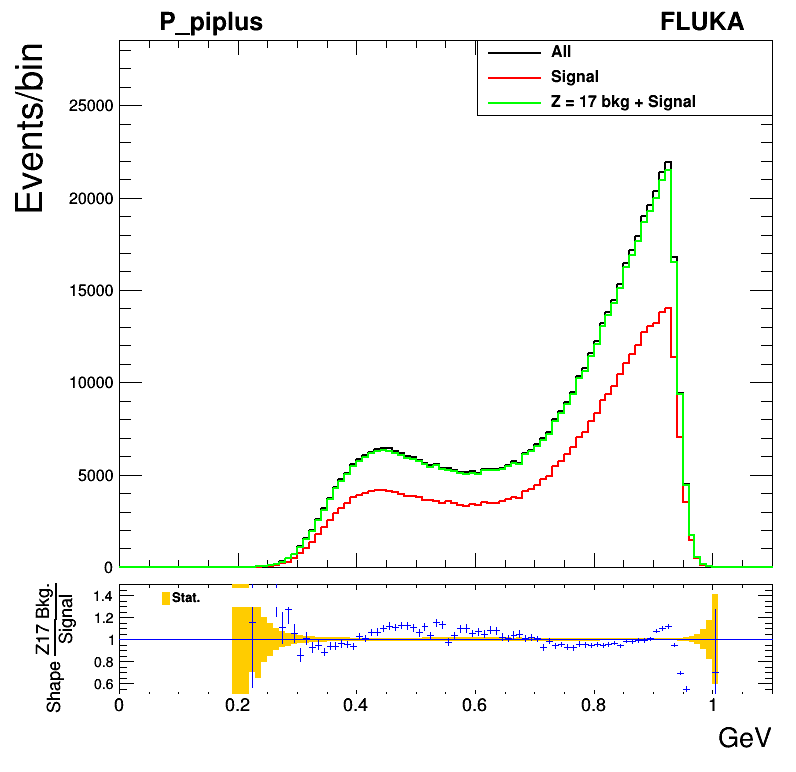 P_piplus FLUKA
Events/bin
All
Signal
Z = 17 bkg + Signal
25000
20000
15000
10000
5000
0
Shape Z17 Bkg. Signal
Stat.
1.4
1.2
1
0.8
0.6
0 0.2 0.4 0.6 0.8 1
GeV